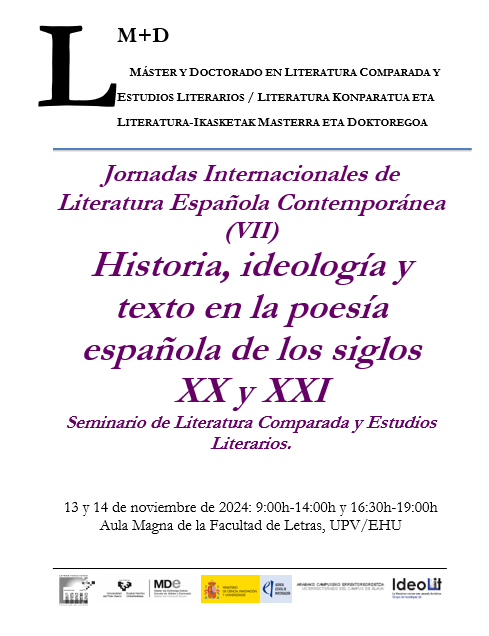 L
M+D
MÁSTER Y DOCTORADO EN LITERATURA COMPARADA Y
ESTUDIOS LITERARIOS / LITERATURA KONPARATUA ETA
LITERATURA-IKASKETAK MASTERRA ETA DOKTOREGOA
Jornadas Internacionales de
Literatura Española Contemporánea
(VII)
Historia, ideología y
texto en la poesía
española de los siglos
XX y XXI
Seminario de Literatura Comparada y Estudios
Literarios.
13 y 14 de noviembre de 2024: 9:00h-14:00h y 16:30h-19:00h
Aula Magna de la Facultad de Letras, UPV/EHU
MDe
IdeoLit